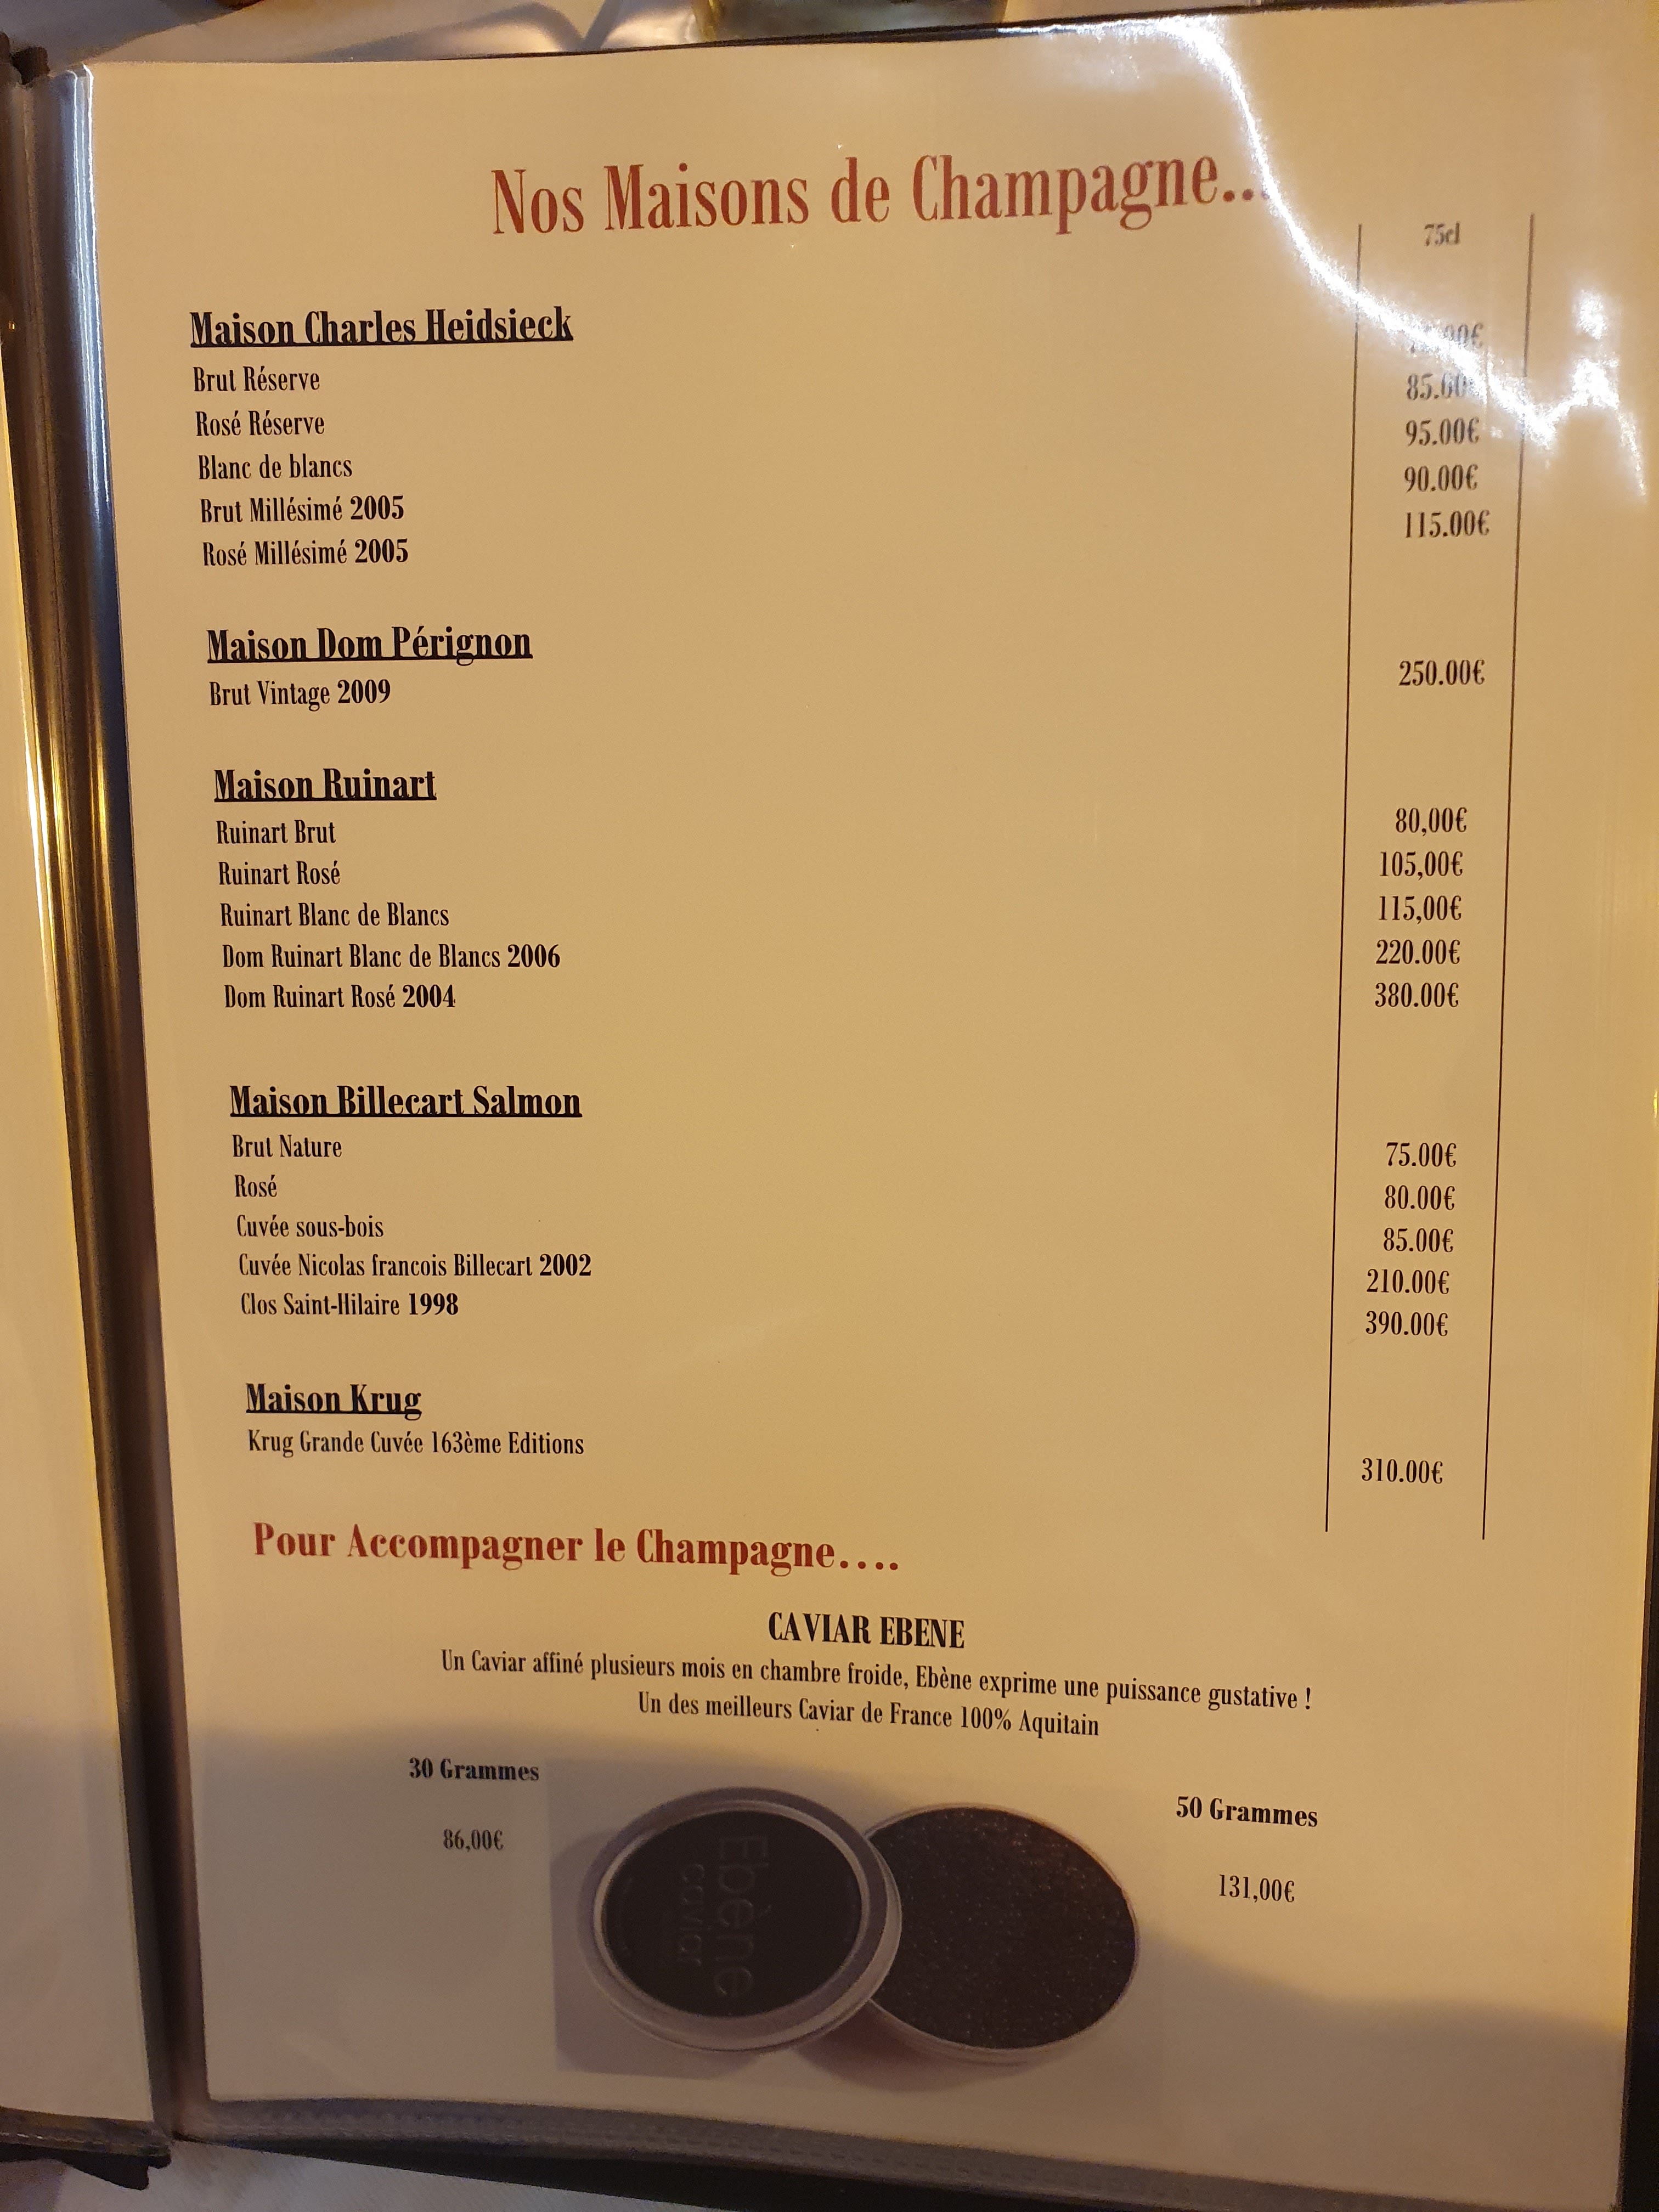 Nos Maisons de Champagne...
75cl
Maison Charles Heidsieck
Brut Réserve
Rosé Réserve 85.00€
Blanc de blancs 95.00€
Brut Millésimé 2005 90.00€
Rosé Millésimé 2005 115.00€
Maison Dom Pérignon
Brut Vintage 2009 250.00€
Maison Ruinart
Ruinart Brut 80,00€
Ruinart Rosé 105,00€
Ruinart Blanc de Blancs 115,00€
Dom Ruinart Blanc de Blancs 2006 220.00€
Dom Ruinart Rosé 2004 380.00€
Maison Billecart Salmon
Brut Nature 75.00€
Rosé 80.00€
Cuvée sous-bois 85.00€
Cuvée Nicolas francois Billecart 2002 210.00€
Clos Saint-Hilaire 1998 390.00€
Maison Krug
Krug Grande Cuvée 163ème Editions 310.00€
Pour Accompagner le Champagne....
CAVIAR EBENE
Un Caviar affiné plusieurs mois en chambre froide, Ebène exprime une puissance gustative !
Un des meilleurs Caviar de France 100% Aquitain
30 Grammes 50 Grammes
86,00€ 131,00€
Ebène
caviar